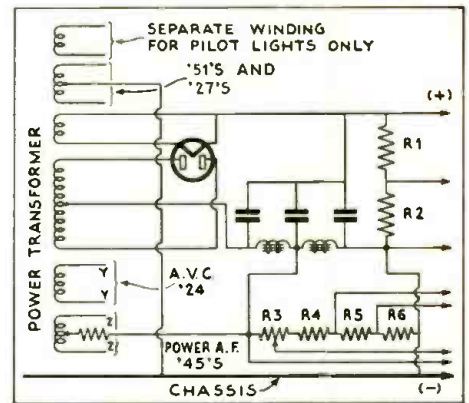 SEPARATE WINDING
FOR PILOT LIGHTS ONLY
'51'S AND
'27'S
(+)
R1
R2
POWER TRANSFORMER
Y
Y
A.V.C.
'24
Z
Z
POWER A.F.
'45'S
R3 R4 R5 R6
CHASSIS
(-)